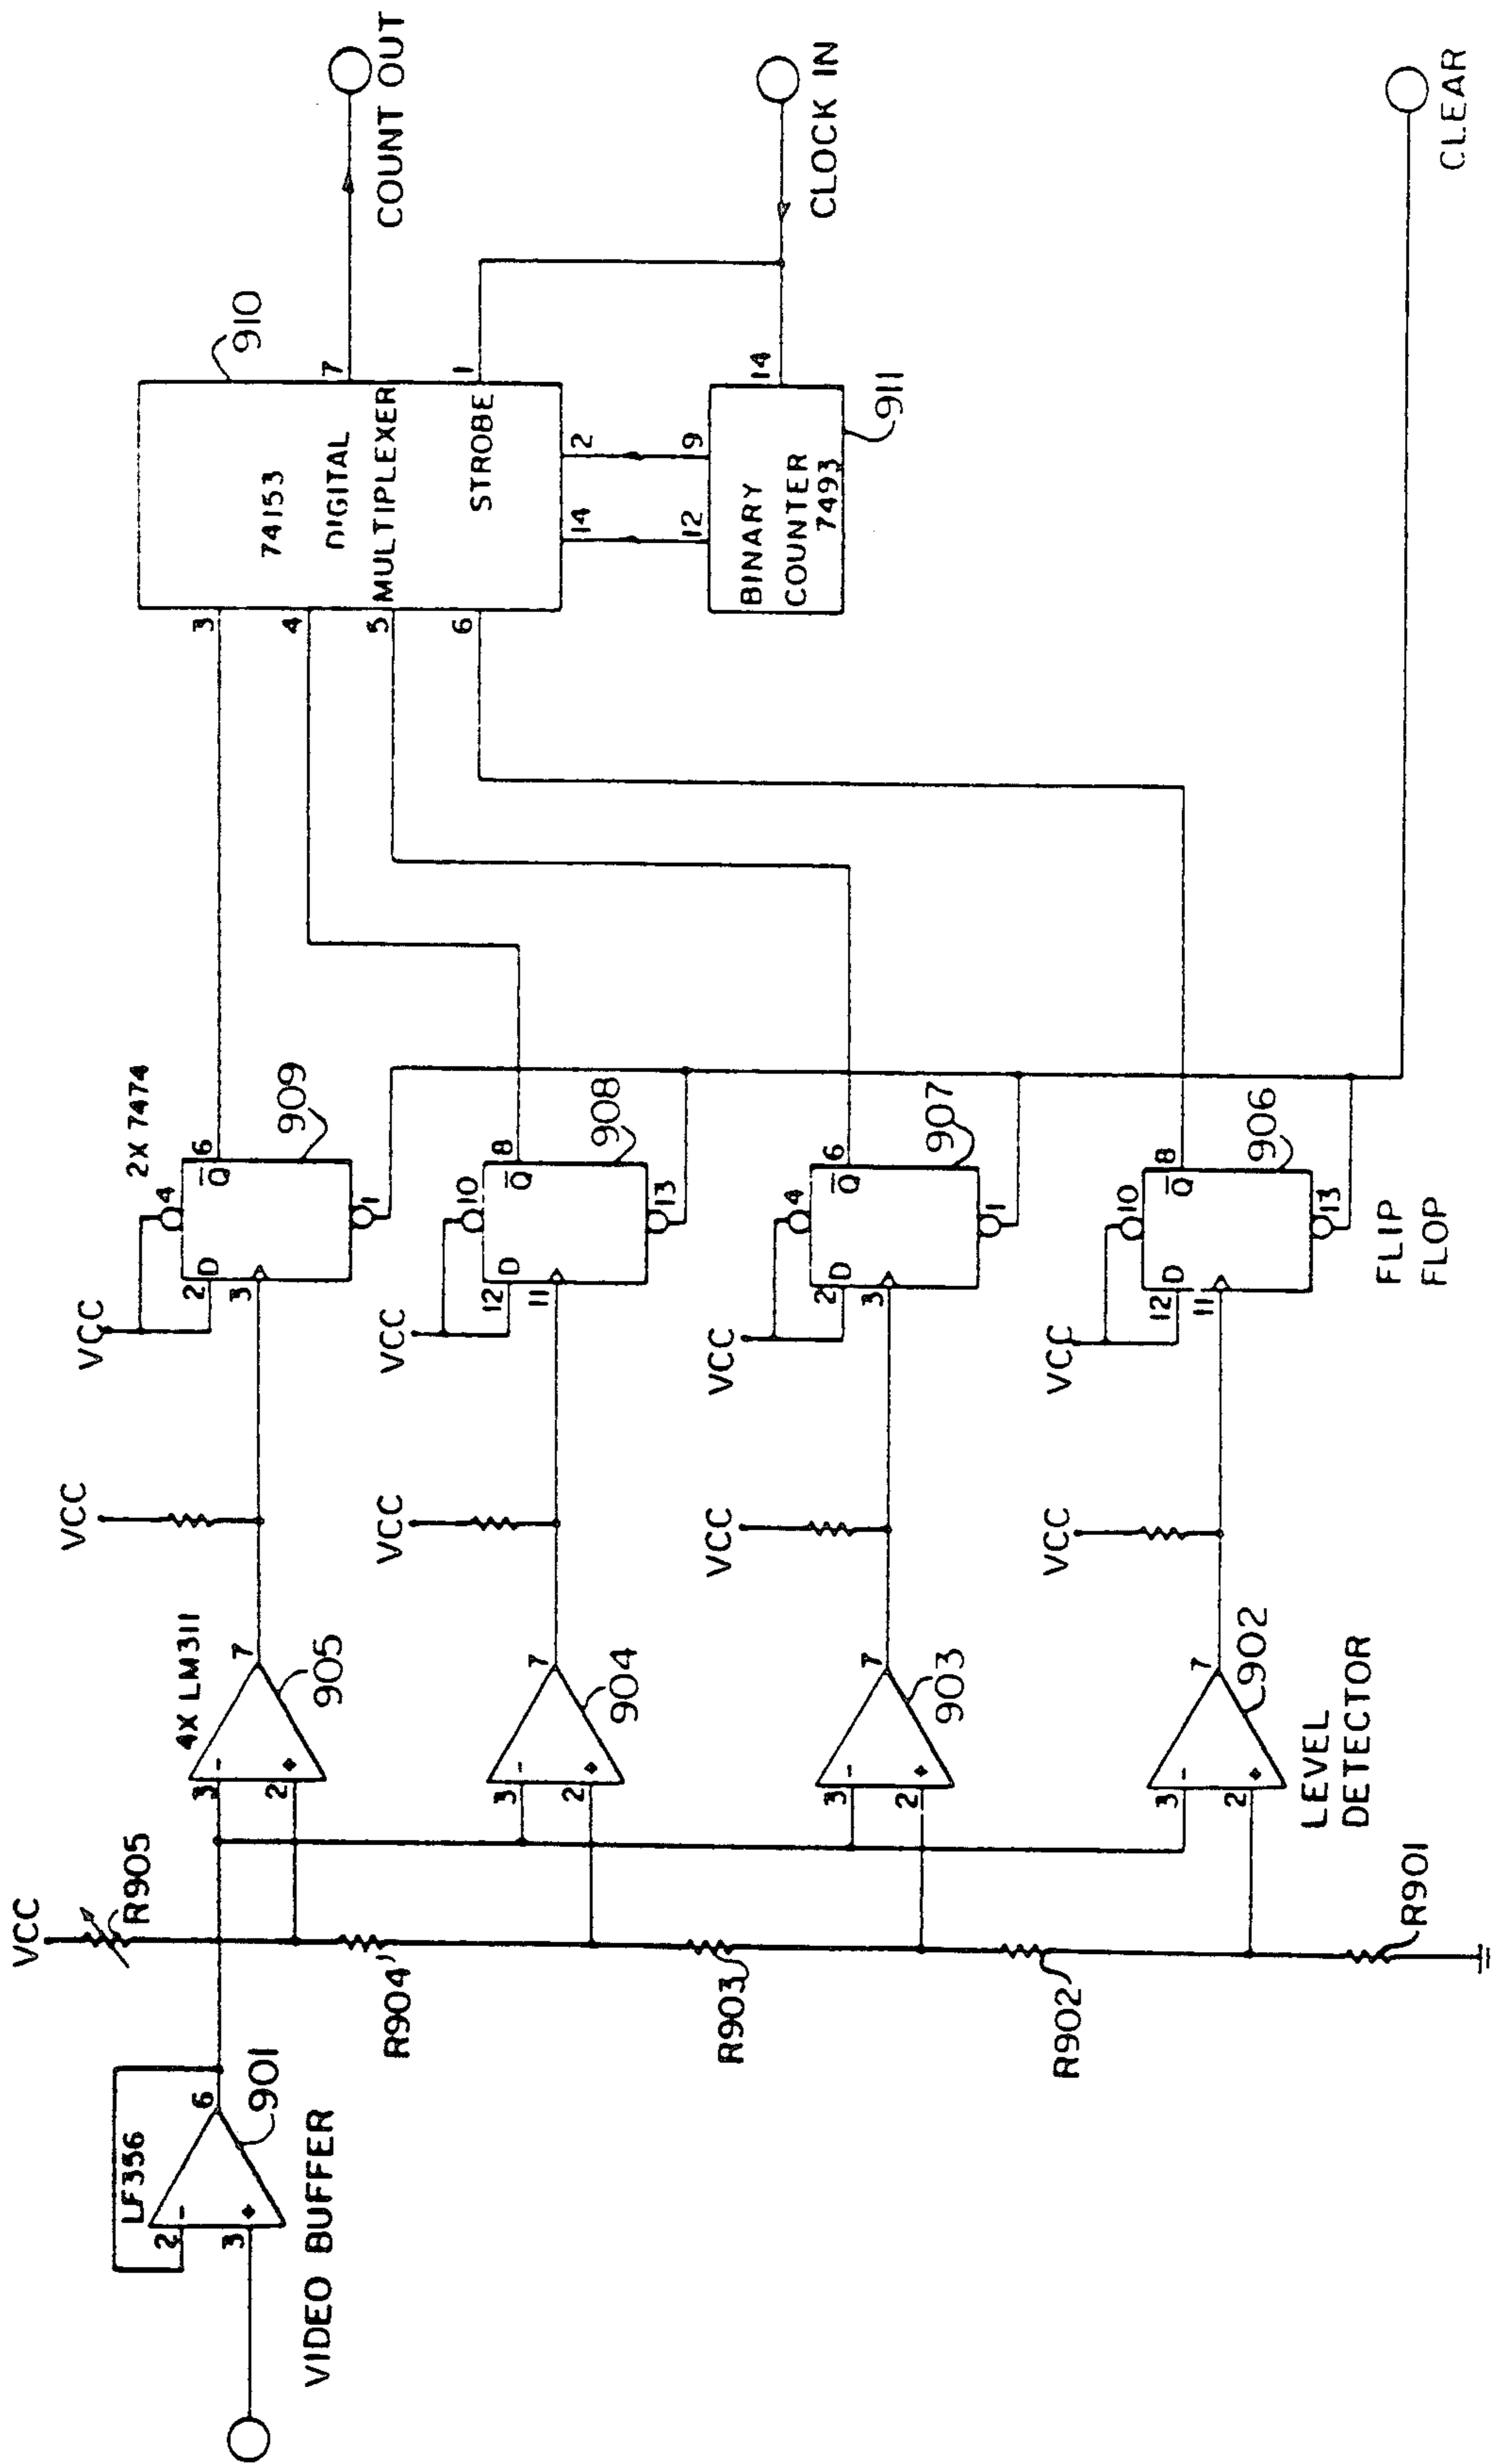 LF356
2
-
3
+
6
901
VIDEO BUFFER
VCC
R905
R904
R903
R902
R901
4X LM311
3
-
2
+
7
905
3
-
2
+
7
904
3
-
2
+
7
903
3
-
2
+
7
902
LEVEL
DETECTOR
VCC
VCC
VCC
VCC
2X 7474
VCC
4
2 D
3
Q 6
1
909
VCC
10
12 D
11
Q 8
13
908
VCC
4
2 D
3
Q 6
1
907
VCC
10
12 D
11
Q 8
13
906
FLIP
FLOP
3
4
5
6
74153
DIGITAL
MULTIPLEXER
STROBE
7
1
14
2
910
12
9
BINARY
COUNTER
7493
14
911
COUNT OUT
CLOCK IN
CLEAR